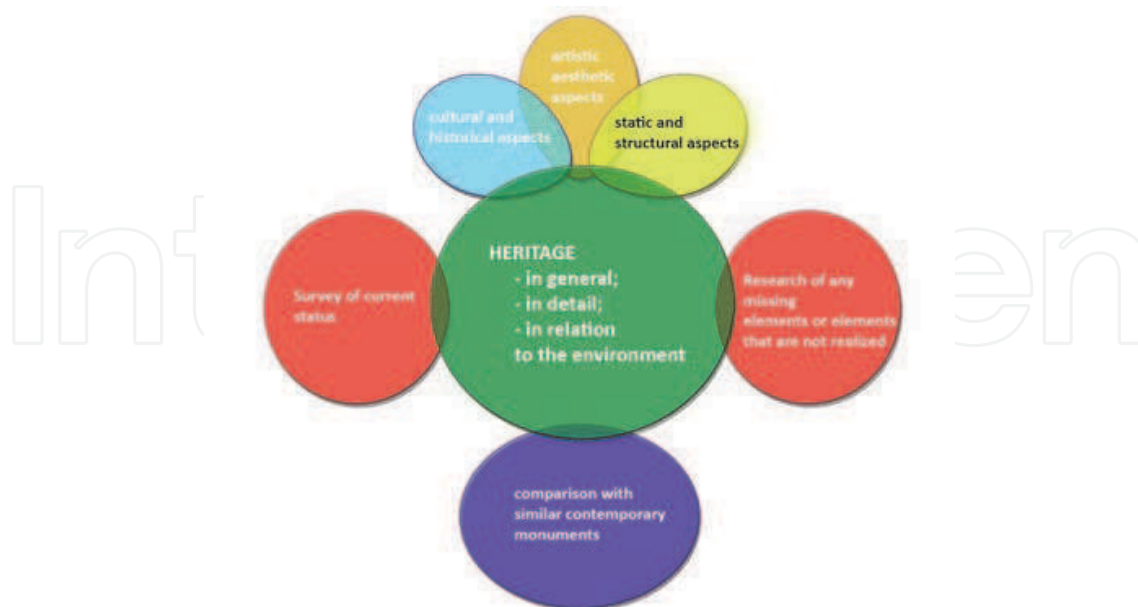 artistic
aesthetic
aspects
cultural and
historical aspects
static and
structural aspects
HERITAGE
- in general;
- in detail;
- in relation
to the environment
Survey of current
status
Research of any
missing
elements or elements
that are not realized
comparison with
similar contemporary
monuments